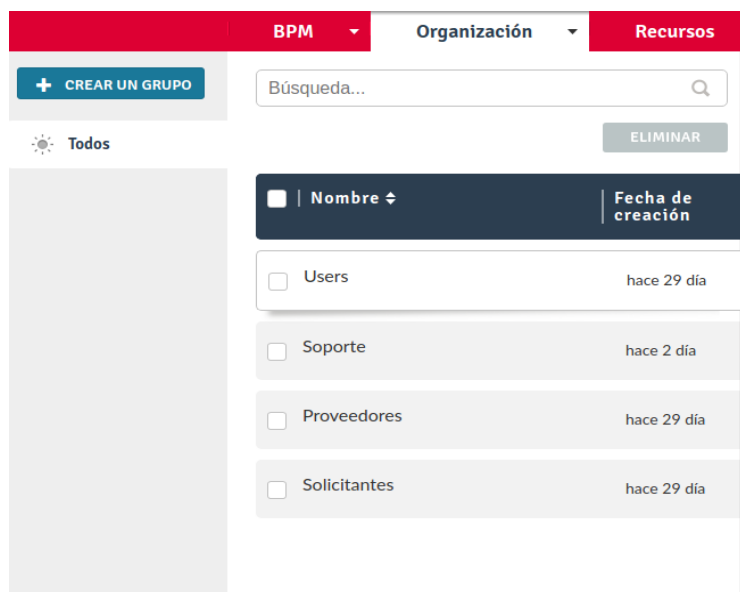 BPM Organización Recursos
CREAR UN GRUPO
Búsqueda...
Todos
ELIMINAR
Nombre Fecha de
creación
Users hace 29 día
Soporte hace 2 día
Proveedores hace 29 día
Solicitantes hace 29 día